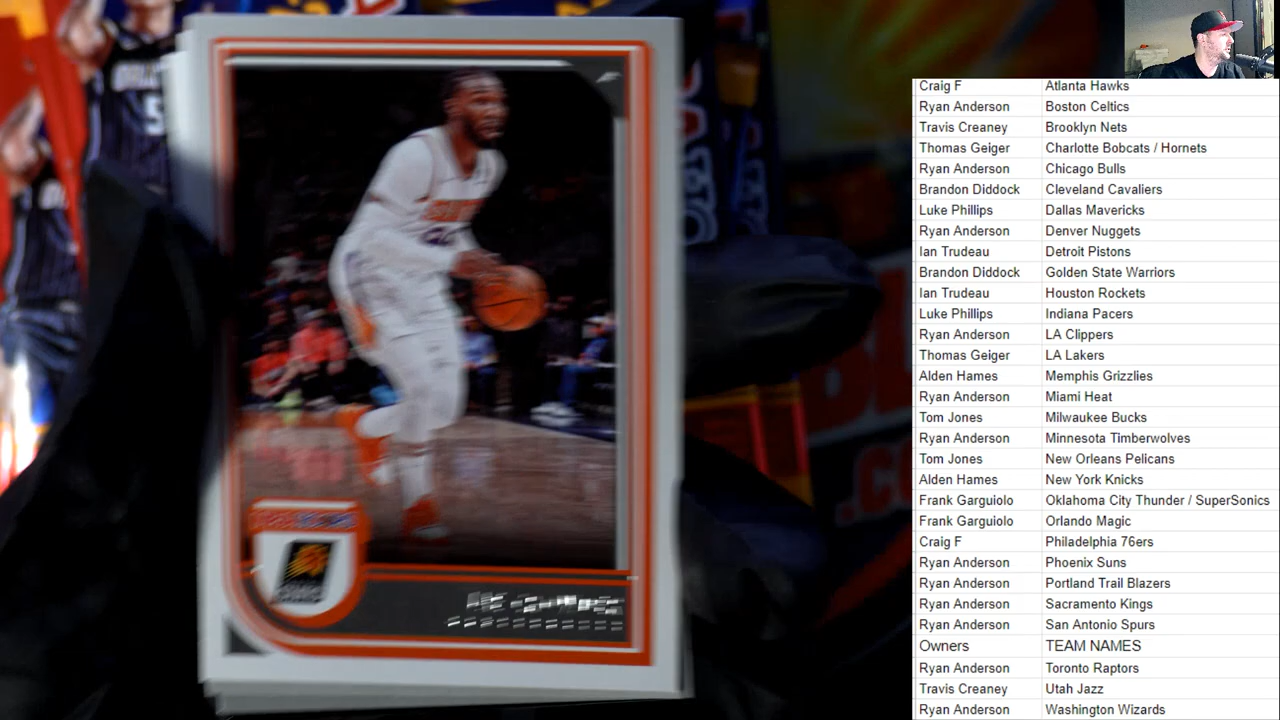 Craig F Atlanta Hawks
Ryan Anderson Boston Celtics
Travis Creaney Brooklyn Nets
Thomas Geiger Charlotte Bobcats / Hornets
Ryan Anderson Chicago Bulls
Brandon Diddock Cleveland Cavaliers
Luke Phillips Dallas Mavericks
Ryan Anderson Denver Nuggets
Ian Trudeau Detroit Pistons
Brandon Diddock Golden State Warriors
Ian Trudeau Houston Rockets
Luke Phillips Indiana Pacers
Ryan Anderson LA Clippers
Thomas Geiger LA Lakers
Alden Hames Memphis Grizzlies
Ryan Anderson Miami Heat
Tom Jones Milwaukee Bucks
Ryan Anderson Minnesota Timberwolves
Tom Jones New Orleans Pelicans
Alden Hames New York Knicks
Frank Garguiolo Oklahoma City Thunder / SuperSonics
Frank Garguiolo Orlando Magic
Craig F Philadelphia 76ers
Ryan Anderson Phoenix Suns
Ryan Anderson Portland Trail Blazers
Ryan Anderson Sacramento Kings
Ryan Anderson San Antonio Spurs
Owners TEAM NAMES
Ryan Anderson Toronto Raptors
Travis Creaney Utah Jazz
Ryan Anderson Washington Wizards